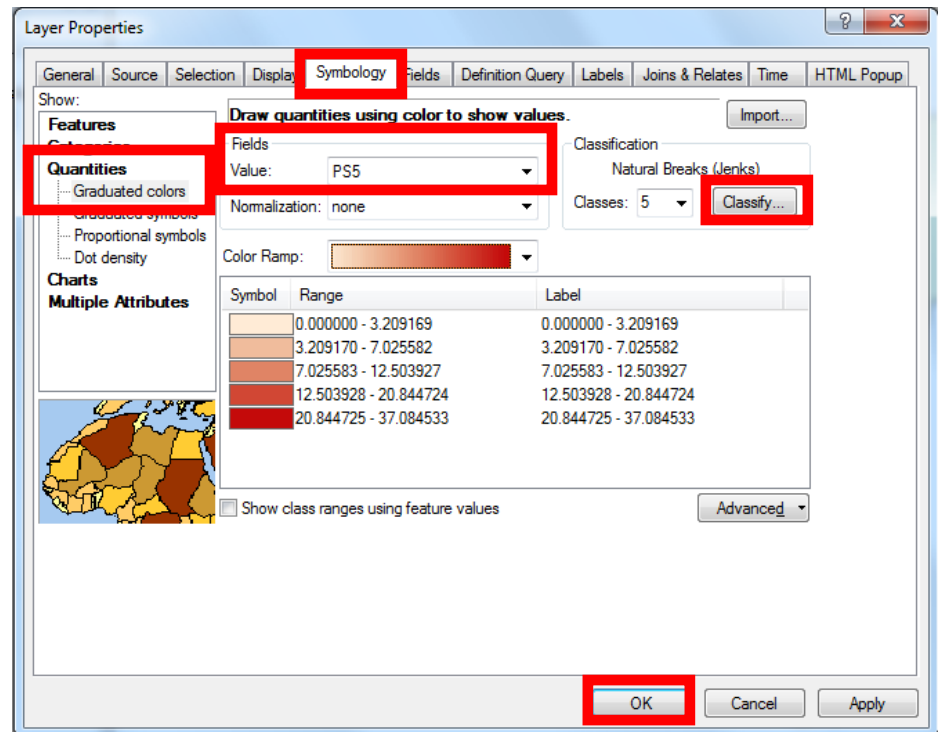 Layer Properties
General Source Selection Display Symbology Fields Definition Query Labels Joins & Relates Time HTML Popup
Show:
Features
Categories
Quantities
Graduated colors
Graduated symbols
Proportional symbols
Dot density
Charts
Multiple Attributes
Draw quantities using color to show values.
Import...
Fields
Value: PS5
Normalization: none
Classification
Natural Breaks (Jenks)
Classes: 5 Classify...
Color Ramp:
Symbol Range Label
0.000000 - 3.209169 0.000000 - 3.209169
3.209170 - 7.025582 3.209170 - 7.025582
7.025583 - 12.503927 7.025583 - 12.503927
12.503928 - 20.844724 12.503928 - 20.844724
20.844725 - 37.084533 20.844725 - 37.084533
Show class ranges using feature values
Advanced
OK Cancel Apply